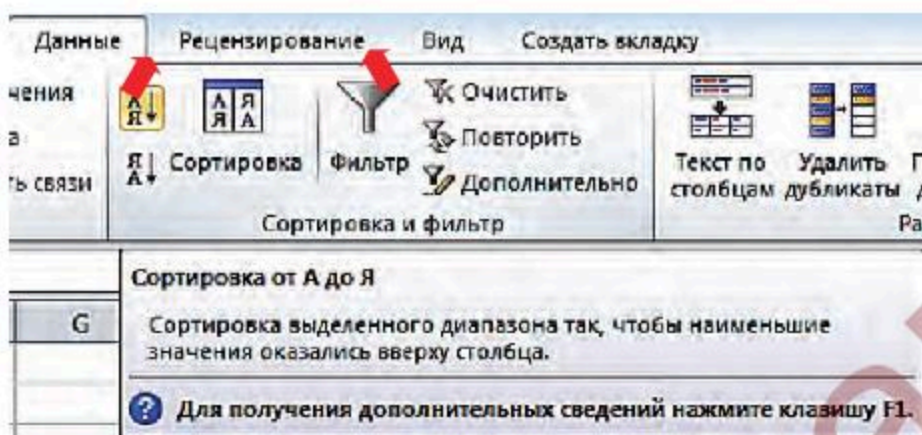 Данные Рецензирование Вид Создать вкладку
чения
а
ь связи
А Я
Я А
А Я Я А
Сортировка
Фильтр
Очистить
Повторить
Дополнительно
Текст по столбцам
Удалить дубликаты
Сортировка и фильтр
Ра
G
Сортировка от А до Я
Сортировка выделенного диапазона так, чтобы наименьшие
значения оказались вверху столбца.
Для получения дополнительных сведений нажмите клавишу F1.